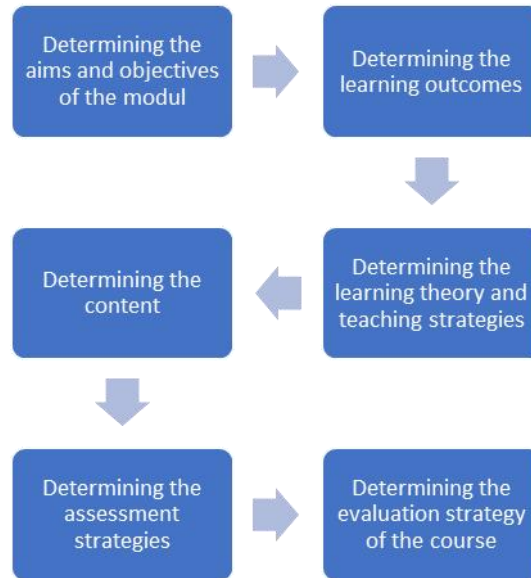 Determining the
aims and objectives
of the modul
Determining the
learning outcomes
Determining the
learning theory and
teaching strategies
Determining the
content
Determining the
assessment
strategies
Determining the
evaluation strategy
of the course